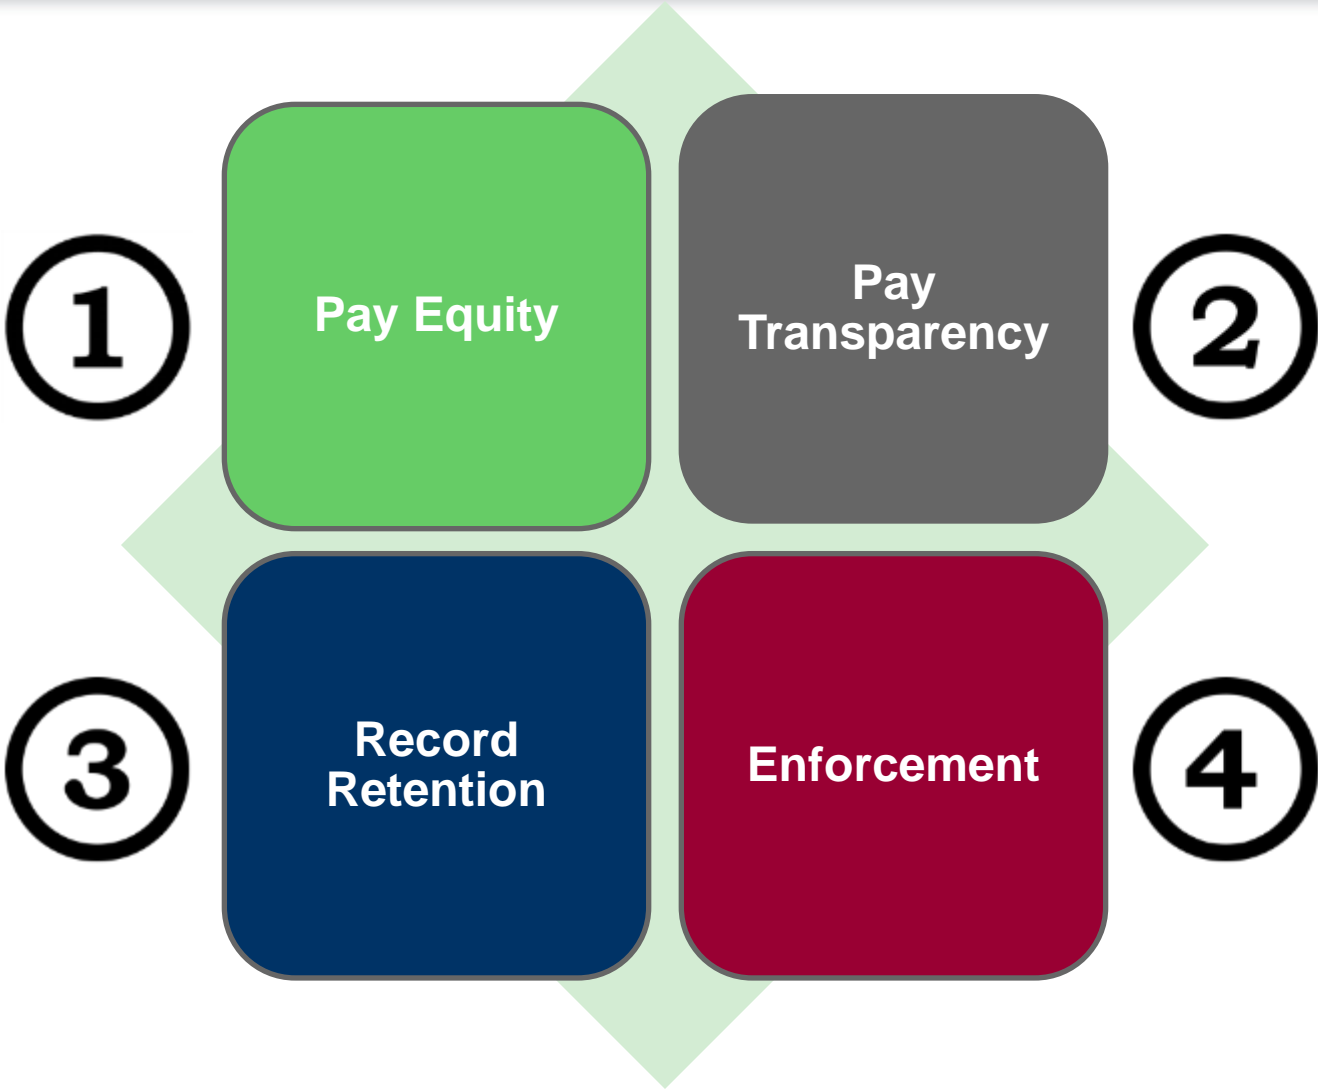 1
Pay Equity
Pay
Transparency
2
3
Record
Retention
Enforcement
4